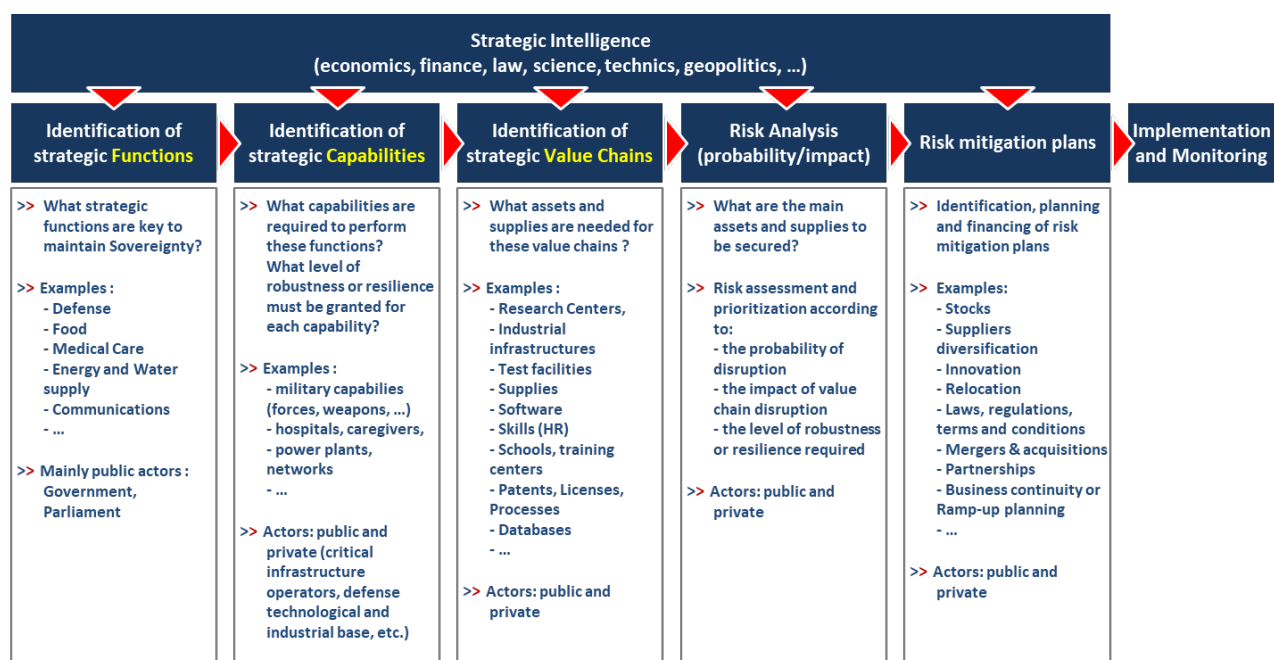 Strategic Intelligence
(economics, finance, law, science, technics, geopolitics, …)
Identification of
strategic Functions
Identification of
strategic Capabilities
Identification of
strategic Value Chains
Risk Analysis
(probability/impact)
Risk mitigation plans
Implementation
and Monitoring
>> What strategic
functions are key to
maintain Sovereignty?
>> Examples :
- Defense
- Food
- Medical Care
- Energy and Water
supply
- Communications
- …
>> Mainly public actors :
Government,
Parliament
>> What capabilities are
required to perform
these functions?
What level of
robustness or resilience
must be granted for
each capability?
>> Examples :
- military capabilies
(forces, weapons, …)
- hospitals, caregivers,
- power plants,
networks
- …
>> Actors: public and
private (critical
infrastructure
operators, defense
technological and
industrial base, etc.)
>> What assets and
supplies are needed for
these value chains ?
>> Examples :
- Research Centers,
- Industrial
infrastructures
- Test facilities
- Supplies
- Software
- Skills (HR)
- Schools, training
centers
- Patents, Licenses,
Processes
- Databases
- …
>> Actors: public and
private
>> What are the main
assets and supplies to
be secured?
>> Risk assessment and
prioritization according
to:
- the probability of
disruption
- the impact of value
chain disruption
- the level of robustness
or resilience required
>> Actors: public and
private
>> Identification, planning
and financing of risk
mitigation plans
>> Examples:
- Stocks
- Suppliers
diversification
- Innovation
- Relocation
- Laws, regulations,
terms and conditions
- Mergers & acquisitions
- Partnerships
- Business continuity or
Ramp-up planning
- …
>> Actors: public and
private